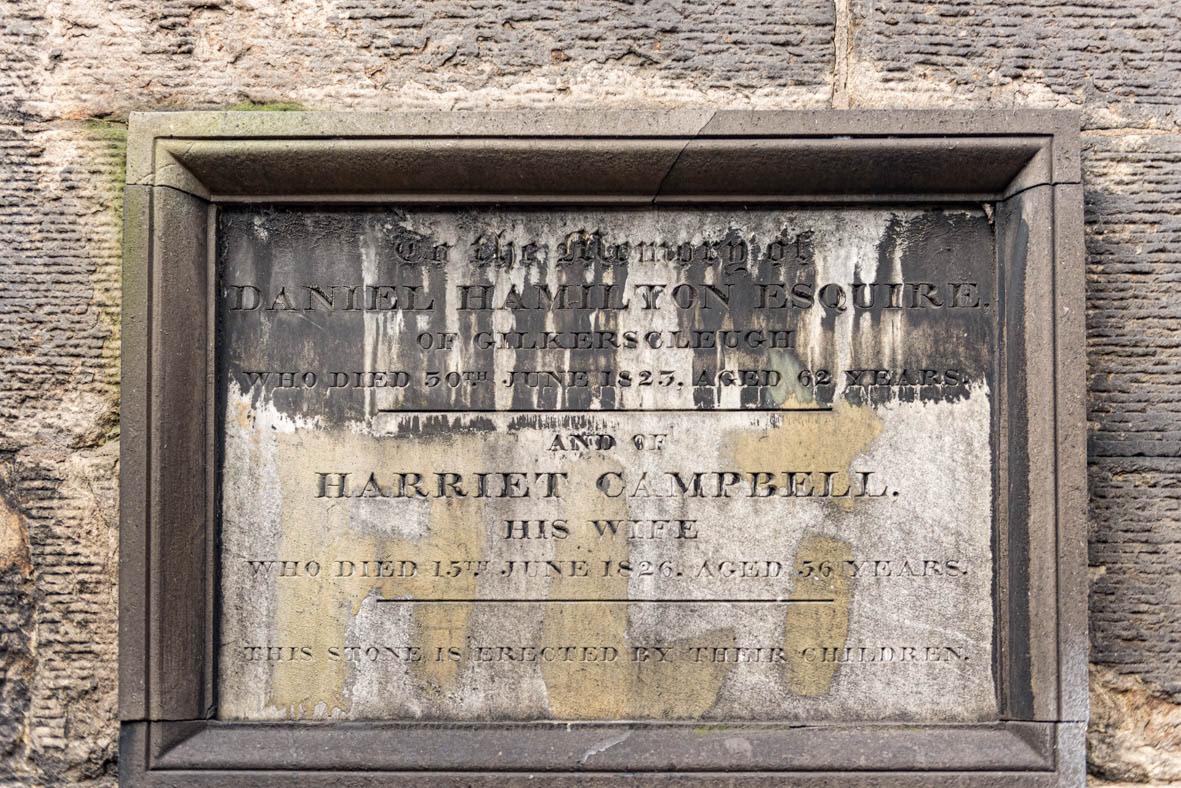 To the Memory of
DANIEL HAMILTON ESQUIRE.
OF GILKERSCLEUGH
WHO DIED 30TH JUNE 1823, AGED 62 YEARS.
AND OF
HARRIET CAMPBELL.
HIS WIFE
WHO DIED 15TH JUNE 1826. AGED 56 YEARS.
THIS STONE IS ERECTED BY THEIR CHILDREN.